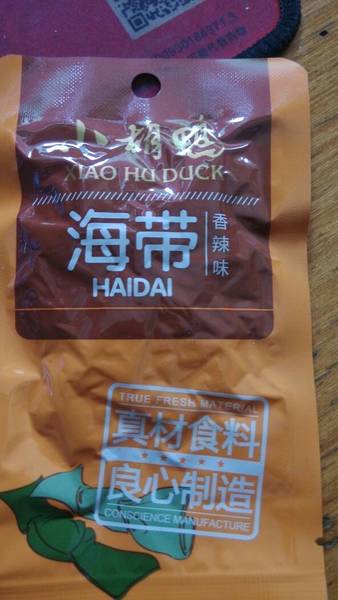 小胡鸭
XIAO HU DUCK
海带
香辣味
HAIDAI
TRUE FRESH MATERIAL
真材食料
良心制造
CONSCIENCE MANUFACTURE